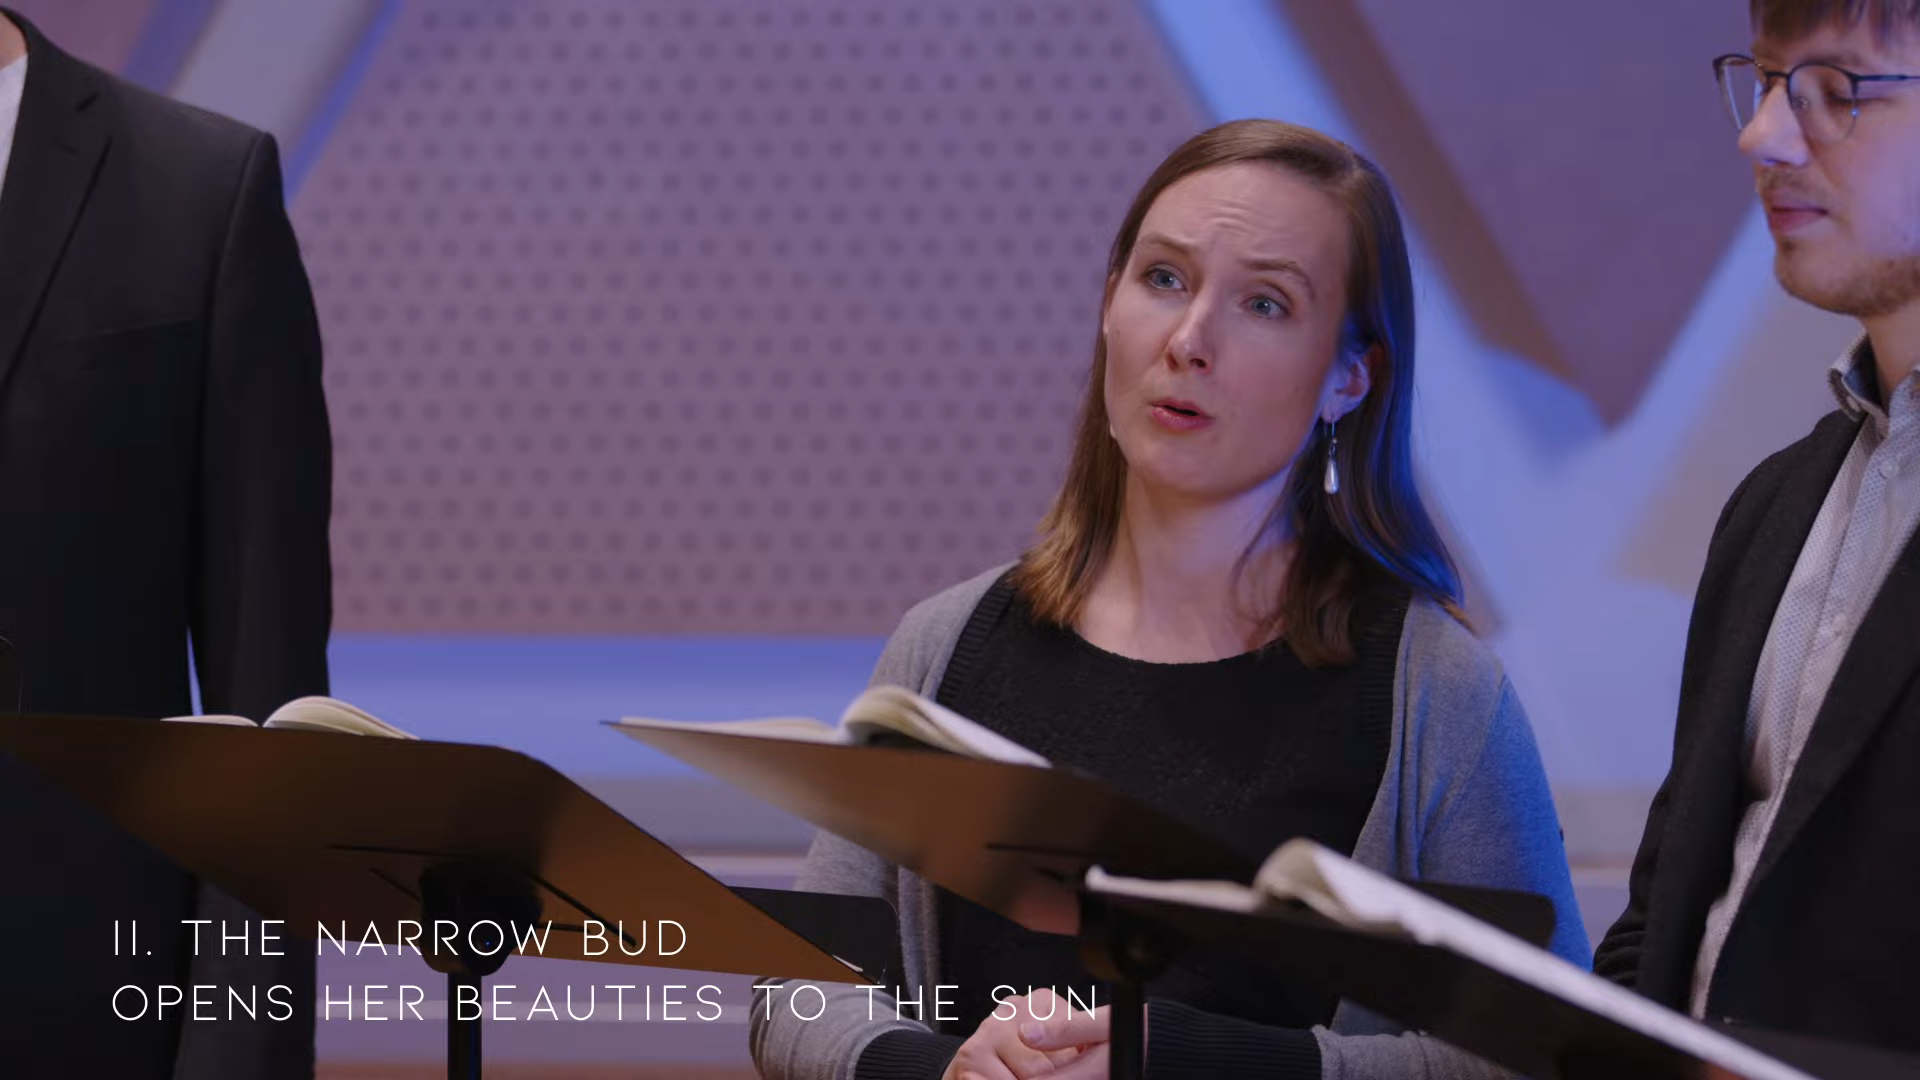 II. THE NARROW BUD
OPENS HER BEAUTIES TO THE SUN